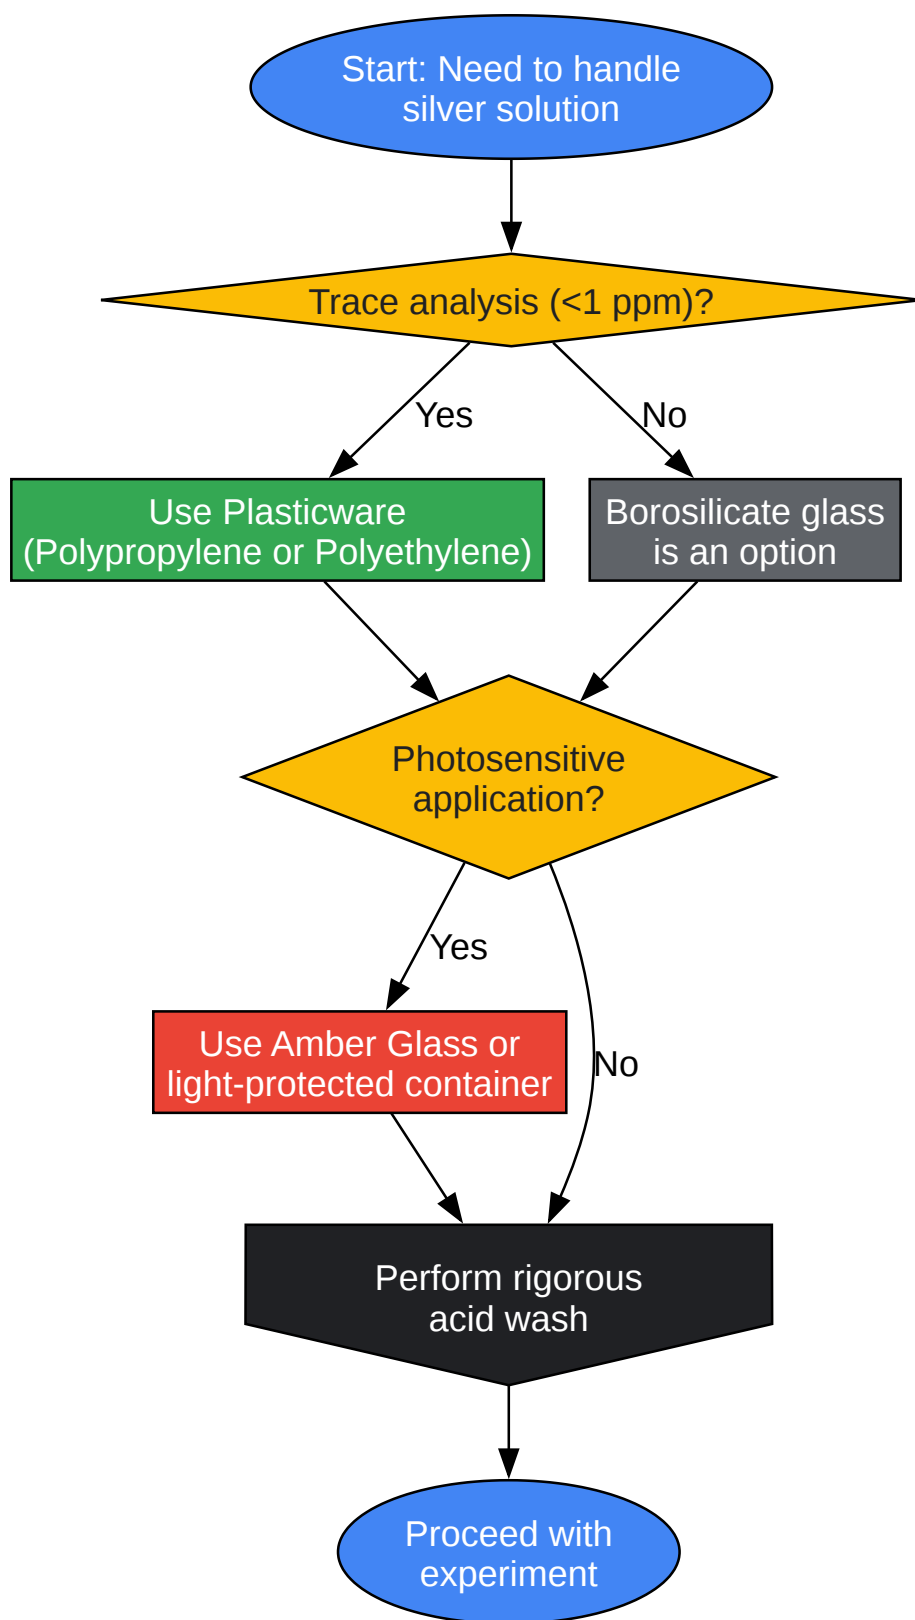 Start: Need to handle
silver solution
Trace analysis (<1 ppm)?
Yes
No
Use Plasticware
(Polypropylene or Polyethylene)
Borosilicate glass
is an option
Photosensitive
application?
Yes
Use Amber Glass or
light-protected container
No
Perform rigorous
acid wash
Proceed with
experiment